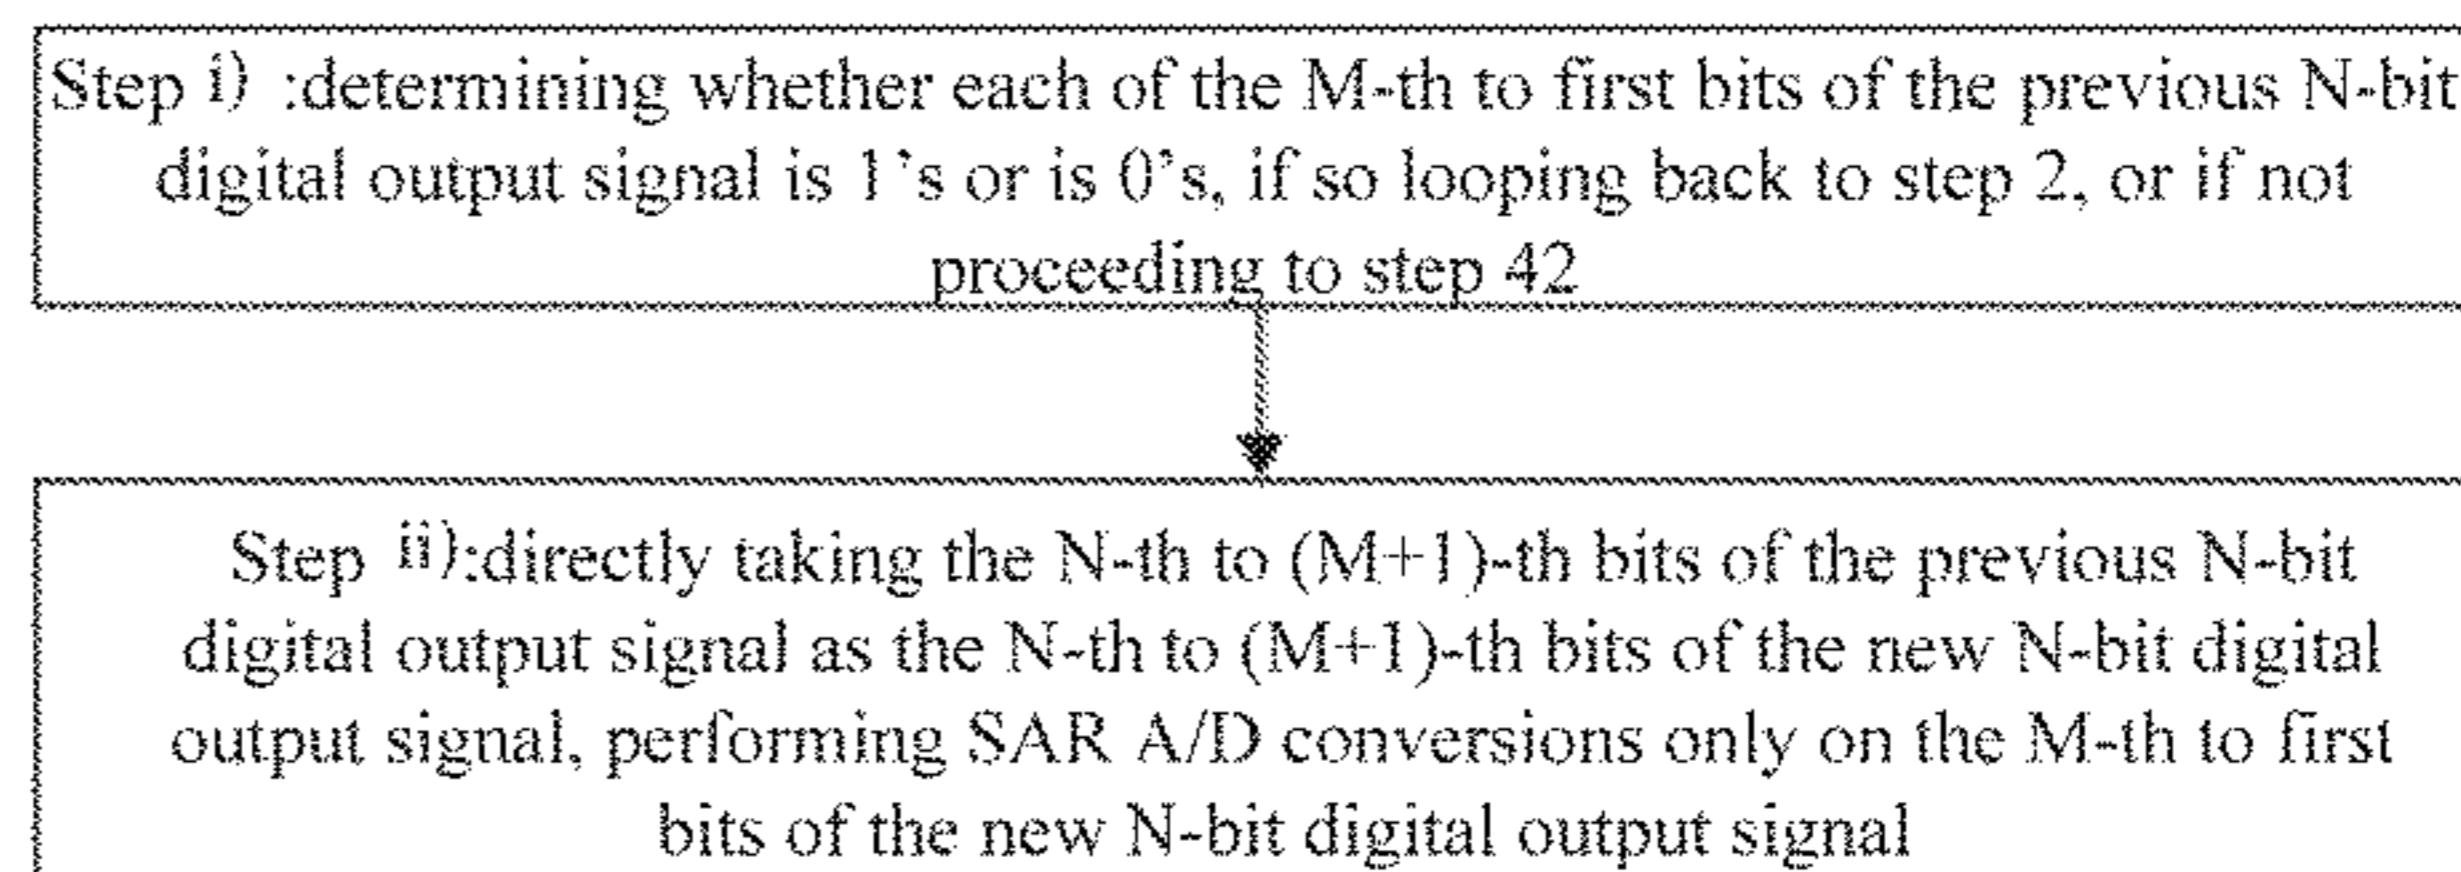 Step i) :determining whether each of the M-th to first bits of the previous N-bit
digital output signal is 1's or is 0's, if so looping back to step 2, or if not
proceeding to step 42
Step ii):directly taking the N-th to (M+1)-th bits of the previous N-bit
digital output signal as the N-th to (M+1)-th bits of the new N-bit digital
output signal, performing SAR A/D conversions only on the M-th to first
bits of the new N-bit digital output signal